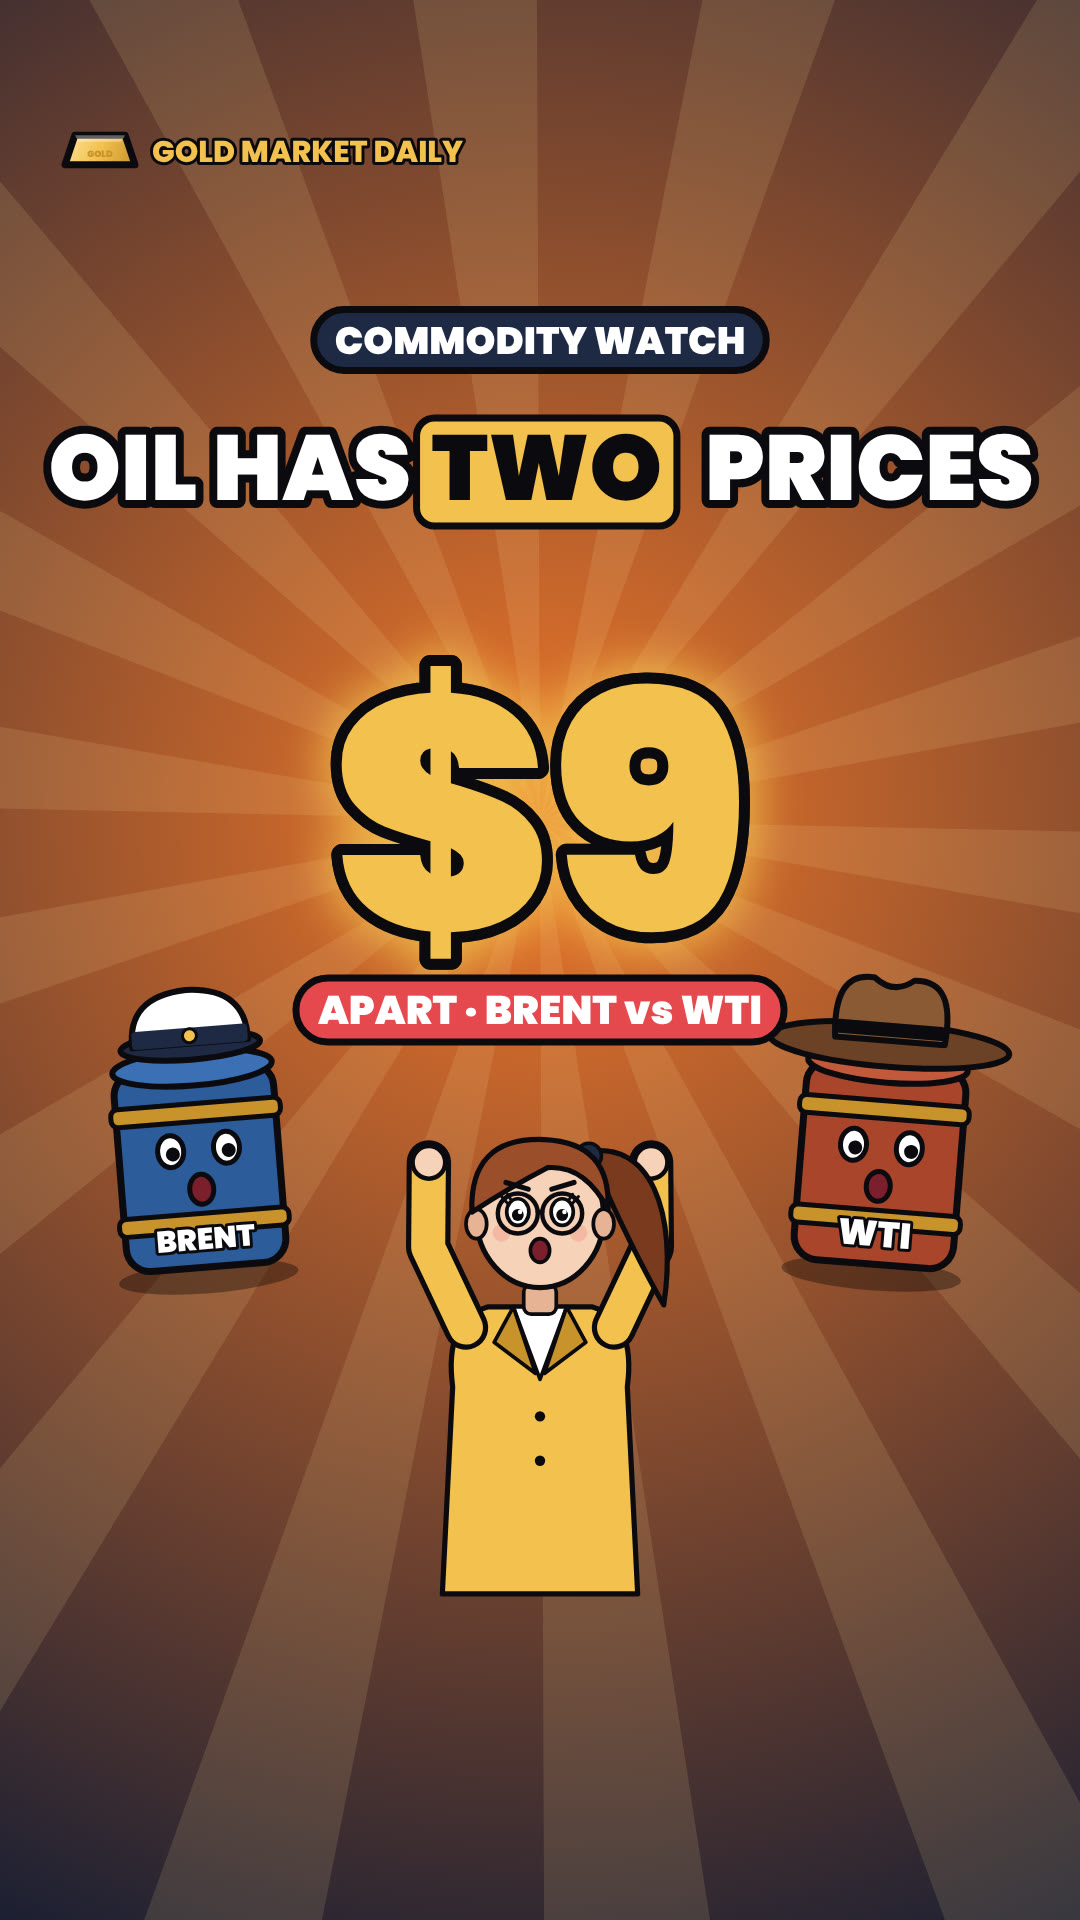 GOLD
GOLD MARKET DAILY
COMMODITY WATCH
OIL HAS TWO PRICES
$9
APART • BRENT vs WTI
BRENT
WTI